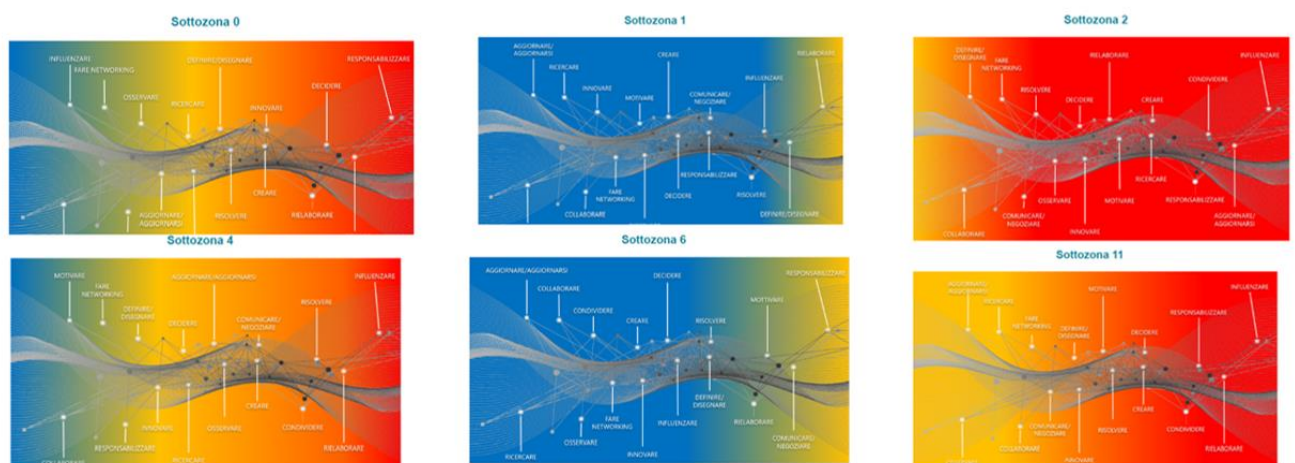 Sottozona 0
INFLUENZARE
FARE NETWORKING
OSSERVARE
RICERCARE
DEFINIRE/DISEGNARE
INNOVARE
DECIDERE
RESPONSABILIZZARE
AGGIORNARE/
AGGIORNARSI
RISOLVERE
CREARE
RIELABORARE
Sottozona 1
AGGIORNARE/
AGGIORNARSI
RICERCARE
INNOVARE
MOTIVARE
CREARE
COMUNICARE/
NEGOZIARE
INFLUENZARE
RIELABORARE
COLLABORARE
FARE
NETWORKING
DECIDERE
RESPONSABILIZZARE
RISOLVERE
DEFINIRE/DISEGNARE
Sottozona 2
DEFINIRE/
DISEGNARE
FARE
NETWORKING
RISOLVERE
DECIDERE
RIELABORARE
CREARE
CONDIVIDERE
INFLUENZARE
COLLABORARE
COMUNICARE/
NEGOZIARE
OSSERVARE
INNOVARE
MOTIVARE
RICERCARE
RESPONSABILIZZARE
AGGIORNARE/
AGGIORNARSI
Sottozona 4
MOTIVARE
FARE
NETWORKING
DEFINIRE/
DISEGNARE
DECIDERE
AGGIORNARE/AGGIORNARSI
COMUNICARE/
NEGOZIARE
RISOLVERE
INFLUENZARE
COLLABORARE
RESPONSABILIZZARE
INNOVARE
RICERCARE
OSSERVARE
CREARE
CONDIVIDERE
RIELABORARE
Sottozona 6
AGGIORNARE/AGGIORNARSI
COLLABORARE
CONDIVIDERE
CREARE
DECIDERE
RISOLVERE
MOTTIVARE
RESPONSABILIZZARE
RICERCARE
OSSERVARE
FARE
NETWORKING
INNOVARE
INFLUENZARE
DEFINIRE/
DISEGNARE
RIELABORARE
COMUNICARE/
NEGOZIARE
Sottozona 11
AGGIORNARE/
AGGIORNARSI
RICERCARE
FARE
NETWORKING
DEFINIRE/
DISEGNARE
MOTIVARE
DECIDERE
RESPONSABILIZZARE
INFLUENZARE
COLLABORARE
COMUNICARE/
NEGOZIARE
INNOVARE
RISOLVERE
CREARE
CONDIVIDERE
RIELABORARE